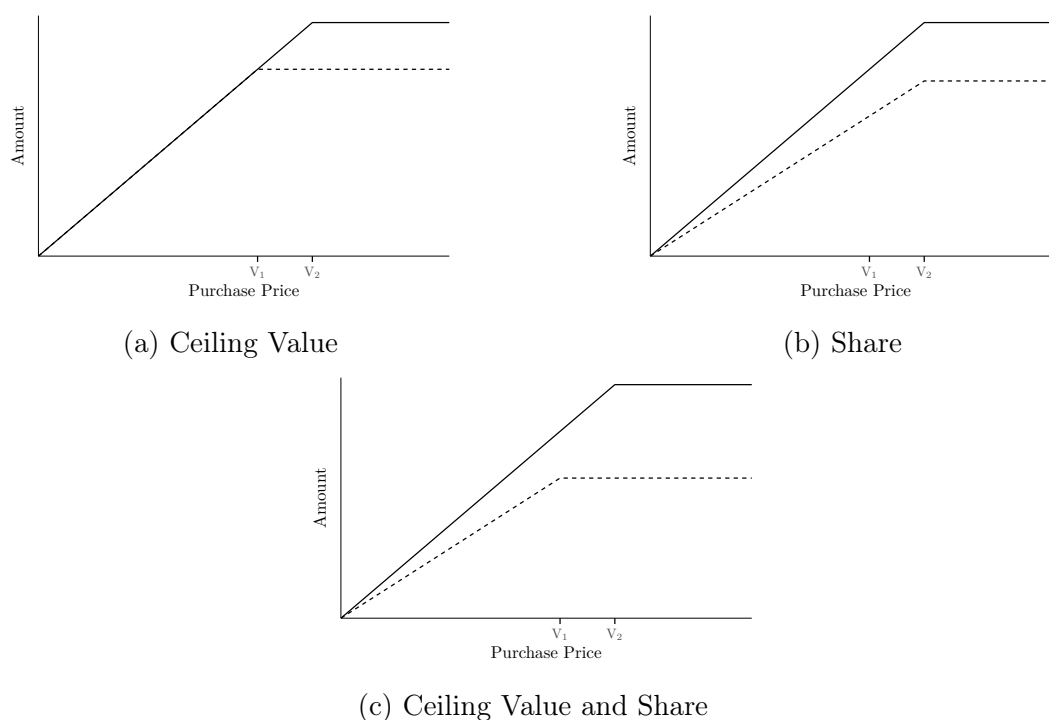 Amount
V₁ V₂
Purchase Price
(a) Ceiling Value
Amount
V₁ V₂
Purchase Price
(b) Share
Amount
V₁ V₂
Purchase Price
(c) Ceiling Value and Share